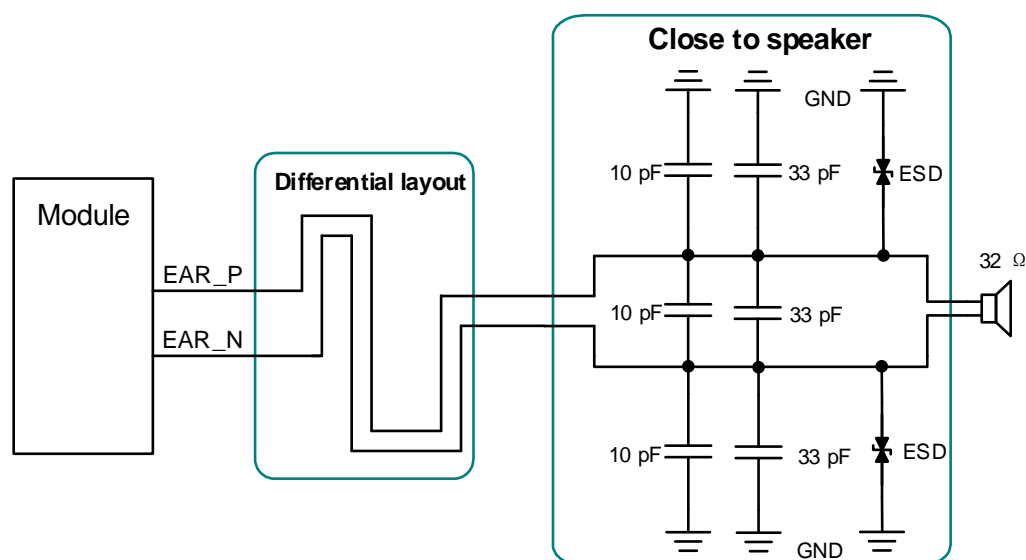 Close to speaker
GND
10 pF
33 pF
ESD
Differential layout
Module
EAR_P
32 Ω
10 pF
33 pF
EAR_N
10 pF
33 pF
ESD
GND